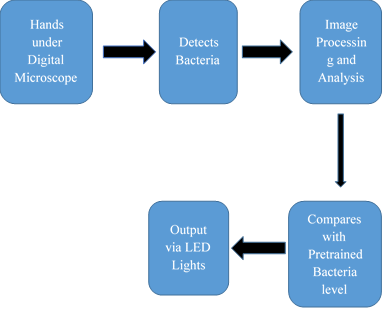 Hands
under
Digital
Microscope
Detects
Bacteria
Image
Processin
g and
Analysis
Compares
with
Pretrained
Bacteria
level
Output
via LED
Lights